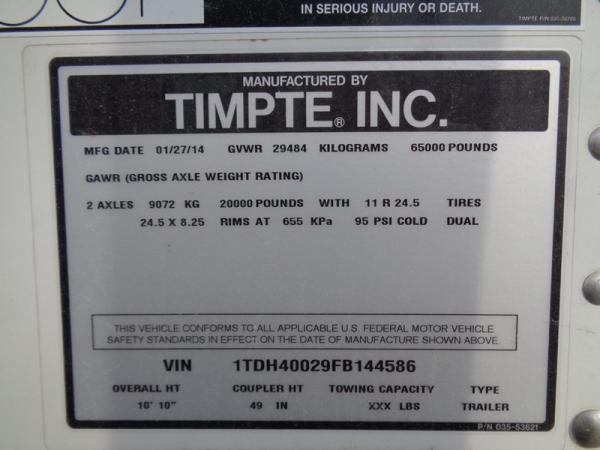 IN SERIOUS INJURY OR DEATH.
MANUFACTURED BY
TIMPTE® INC.
MFG DATE 01/27/14 GVWR 29484 KILOGRAMS 65000 POUNDS
GAWR (GROSS AXLE WEIGHT RATING)
2 AXLES 9072 KG 20000 POUNDS WITH 11 R 24.5 TIRES
24.5 X 8.25 RIMS AT 655 KPa 95 PSI COLD DUAL
THIS VEHICLE CONFORMS TO ALL APPLICABLE U.S. FEDERAL MOTOR VEHICLE
SAFETY STANDARDS IN EFFECT ON THE DATE OF MANUFACTURE SHOWN ABOVE.
VIN 1TDH40029FB144586
OVERALL HT COUPLER HT TOWING CAPACITY TYPE
10' 10" 49 IN XXX LBS TRAILER
P/N 035-53621